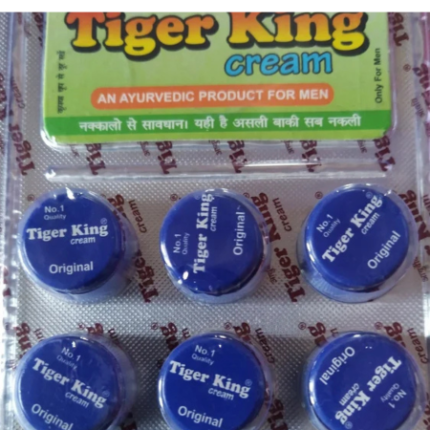 Tiger King
cream
Only For Men
AN AYURVEDIC PRODUCT FOR MEN
नक्कालो से सावधान। यही है असली बाकी सब नकली
No.1
Quality
Tiger King®
cream
Original
No.1
Quality
Tiger King
cream
Original
No.1
Quality
Tiger King
cream
Original
No.1
Quality
Tiger King®
cream
Original
No.1
Quality
Tiger King®
cream
Original
No.1
Quality
Tiger King
cream
Original